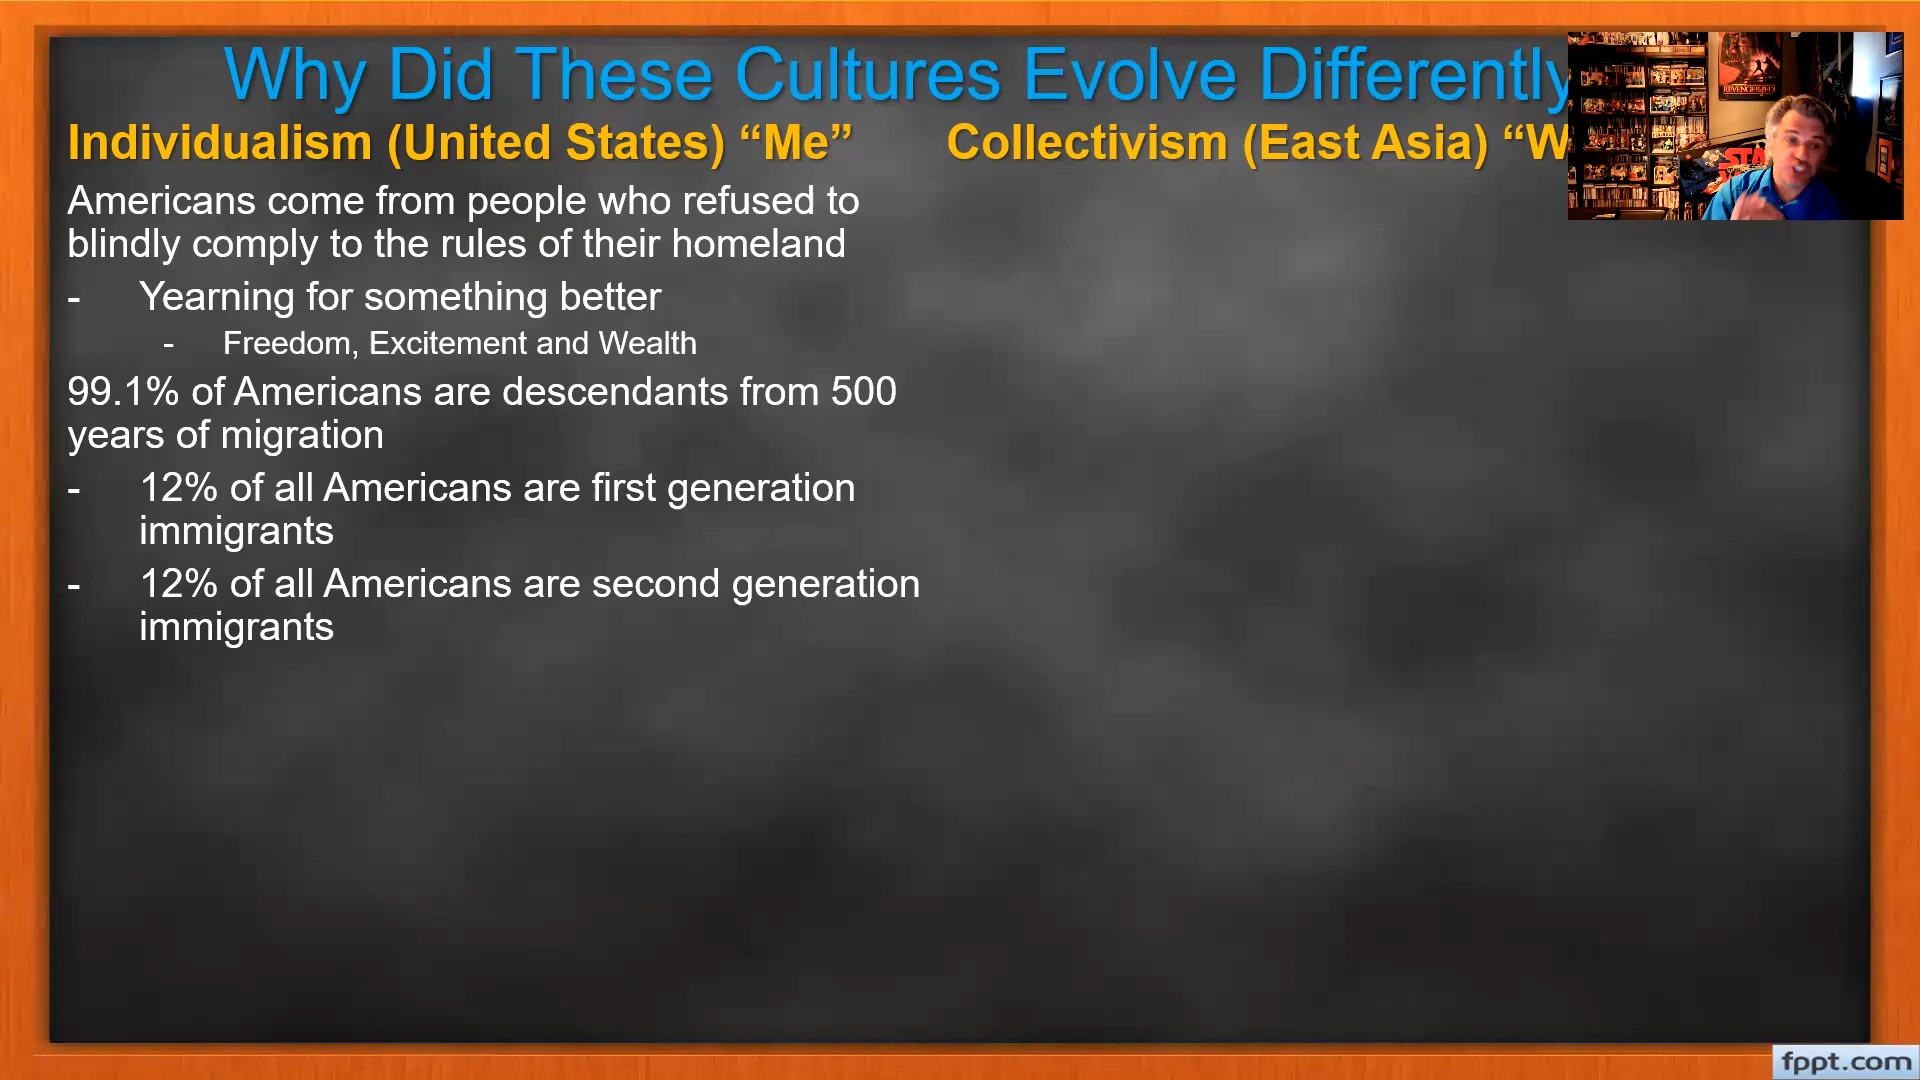 Why Did These Cultures Evolve Differently
Individualism (United States) “Me”
Collectivism (East Asia) “W
Americans come from people who refused to
blindly comply to the rules of their homeland
- Yearning for something better
- Freedom, Excitement and Wealth
99.1% of Americans are descendants from 500
years of migration
- 12% of all Americans are first generation
immigrants
- 12% of all Americans are second generation
immigrants
STAR
fppt.com